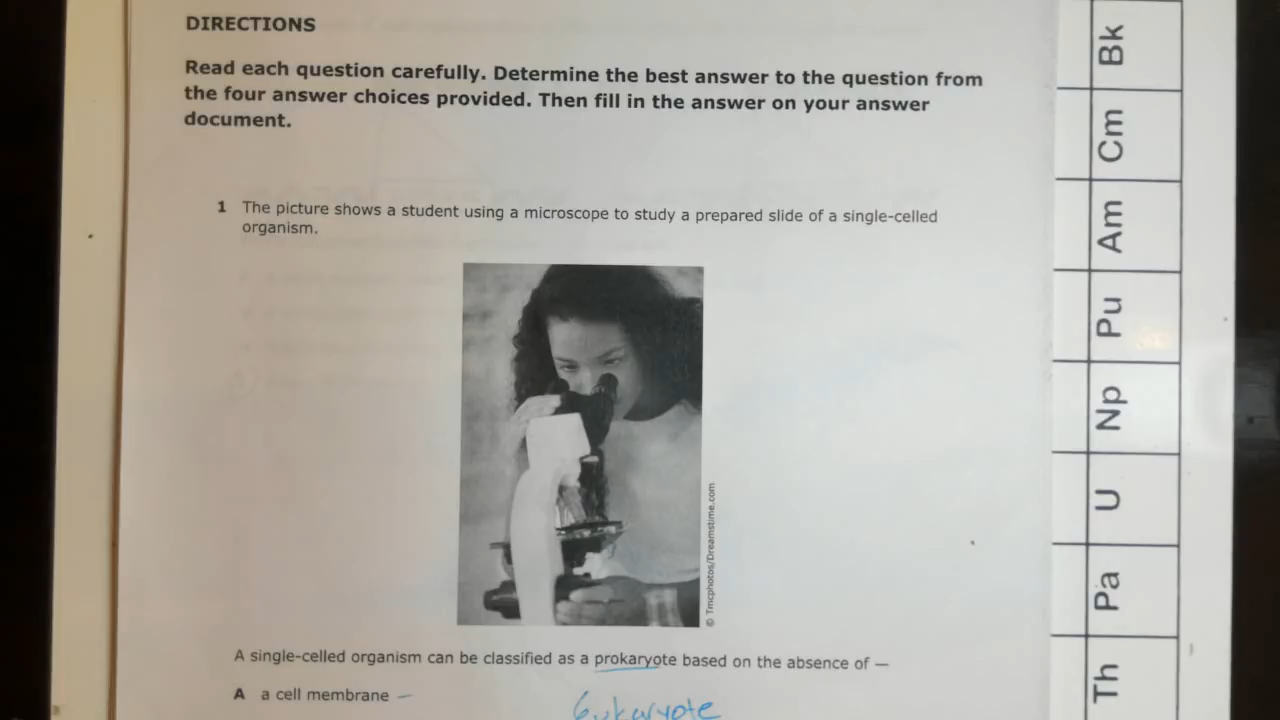 DIRECTIONS
Read each question carefully. Determine the best answer to the question from
the four answer choices provided. Then fill in the answer on your answer
document.
1 The picture shows a student using a microscope to study a prepared slide of a single-celled
organism.
© Tmcphotos/Dreamstime.com
A single-celled organism can be classified as a prokaryote based on the absence of —
A a cell membrane –
Eukaryote
Bk
Cm
Am
Pu
Np
U
Pa
Th